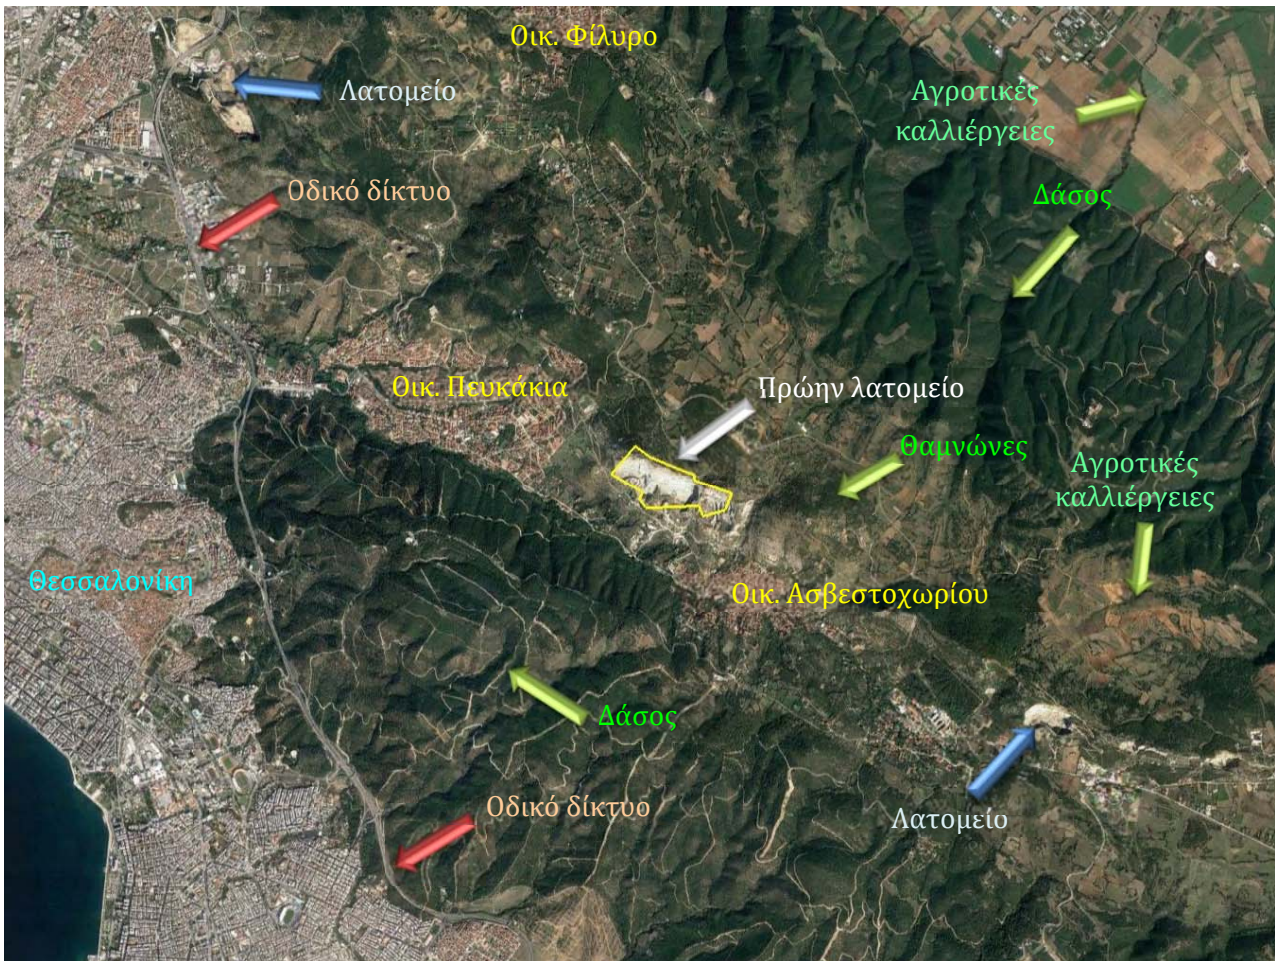 Οικ. Φίλυρο
Λατομείο
Αγροτικές
καλλιέργειες
Οδικό δίκτυο
Δάσος
Οικ. Πευκάκια
Πρώην λατομείο
Θαμνώνες
Αγροτικές
καλλιέργειες
Θεσσαλονίκη
Οικ. Ασβεστοχωρίου
Δάσος
Οδικό δίκτυο
Λατομείο